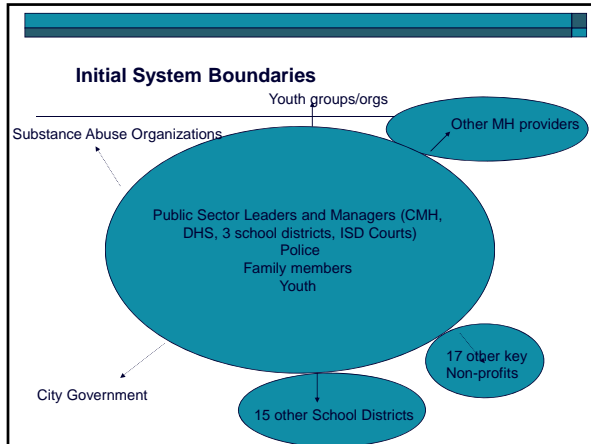 Initial System Boundaries
Youth groups/orgs
Other MH providers
Substance Abuse Organizations
Public Sector Leaders and Managers (CMH,
DHS, 3 school districts, ISD Courts)
Police
Family members
Youth
17 other key
Non-profits
City Government
15 other School Districts